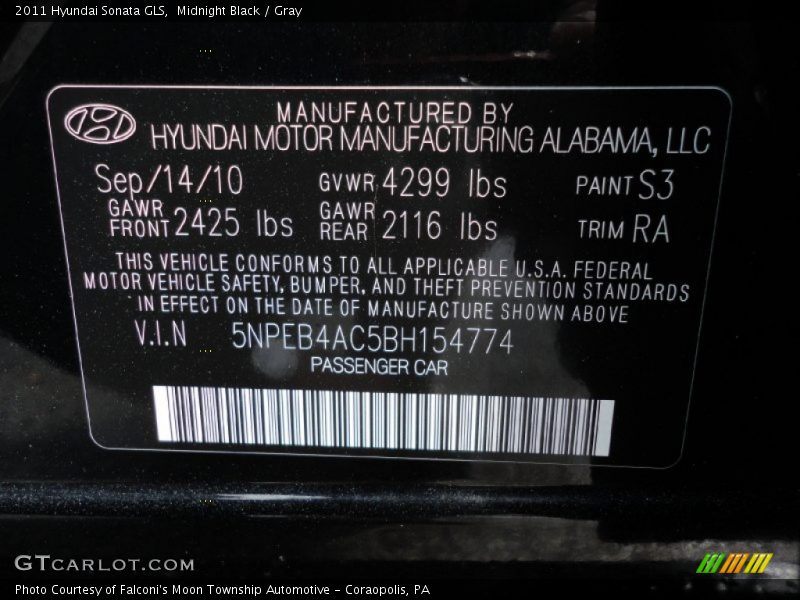 2011 Hyundai Sonata GLS,  Midnight Black / Gray
MANUFACTURED BY
HYUNDAI MOTOR MANUFACTURING ALABAMA, LLC
Sep/14/10 GVWR 4299 lbs PAINT S3
GAWR FRONT 2425 lbs GAWR REAR 2116 lbs TRIM RA
THIS VEHICLE CONFORMS TO ALL APPLICABLE U.S.A. FEDERAL
MOTOR VEHICLE SAFETY, BUMPER, AND THEFT PREVENTION STANDARDS
IN EFFECT ON THE DATE OF MANUFACTURE SHOWN ABOVE
V.I.N 5NPEB4AC5BH154774
PASSENGER CAR
GTCARLOT.COM
Photo Courtesy of Falconi's Moon Township Automotive - Coraopolis, PA